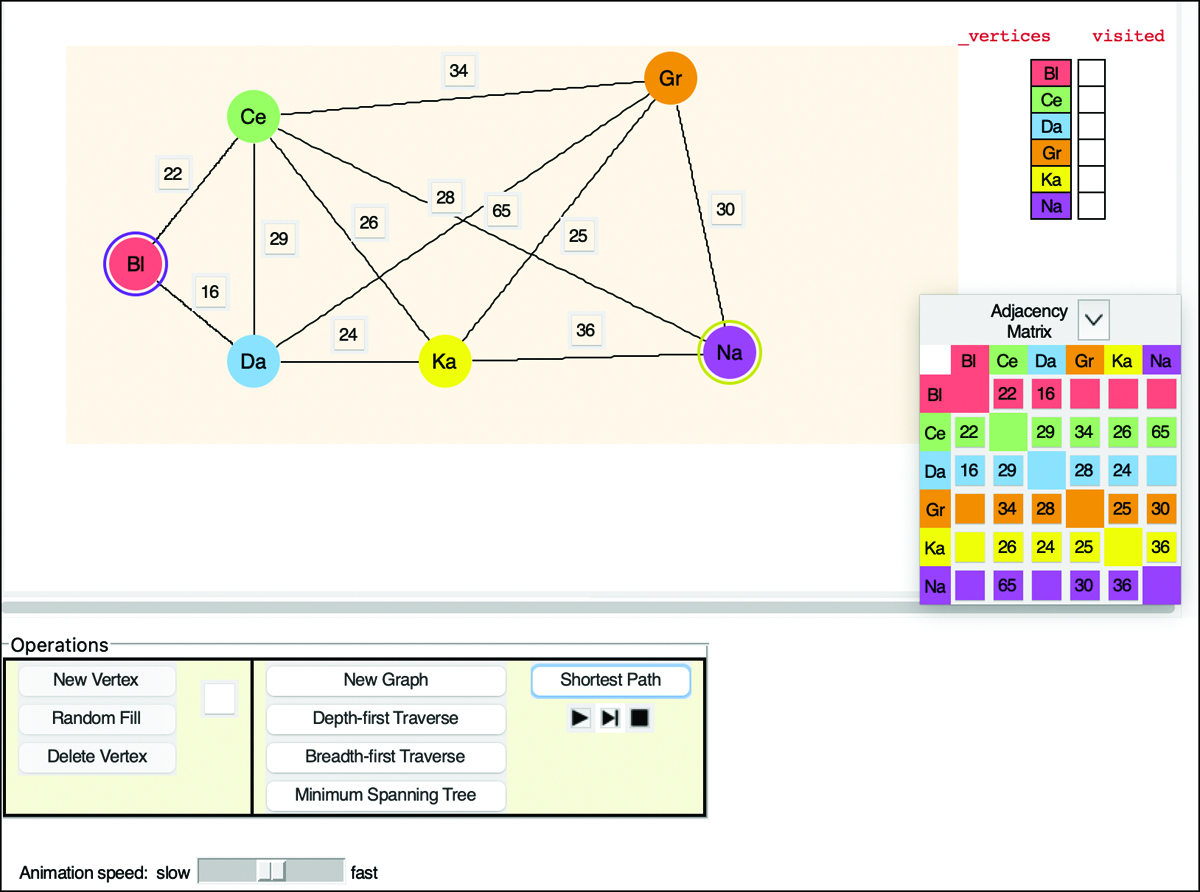 _vertices visited
34
Gr
Bl
Ce
Ce
Da
22
Gr
28
Ka
65
30
Na
26
29
25
Bl
16
Adjacency
Matrix
24
36
Na
Da
Ka
Bl Ce Da Gr Ka Na
Bl 22 16
Ce 22 29 34 26 65
Da 16 29 28 24
Gr 34 28 25 30
Ka 26 24 25 36
Na 65 30 36
Operations
New Vertex New Graph Shortest Path
Random Fill Depth-first Traverse
Delete Vertex Breadth-first Traverse
Minimum Spanning Tree
Animation speed: slow fast